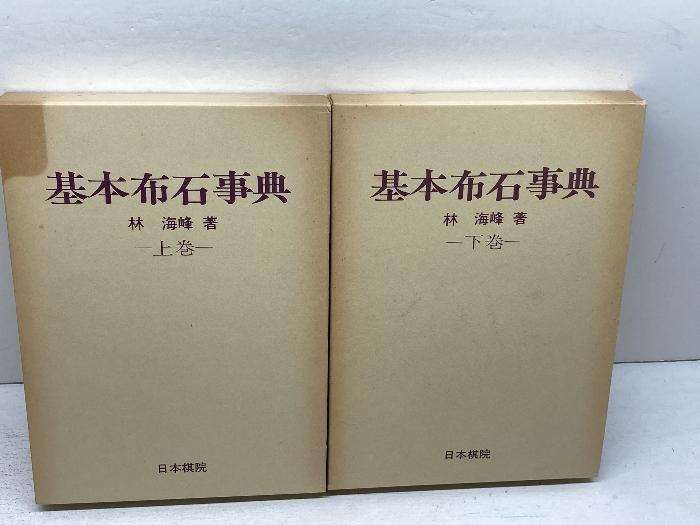 基本布石事典
林 海峰 著
—上巻—
日本棋院
基本布石事典
林 海峰 著
—下巻—
日本棋院